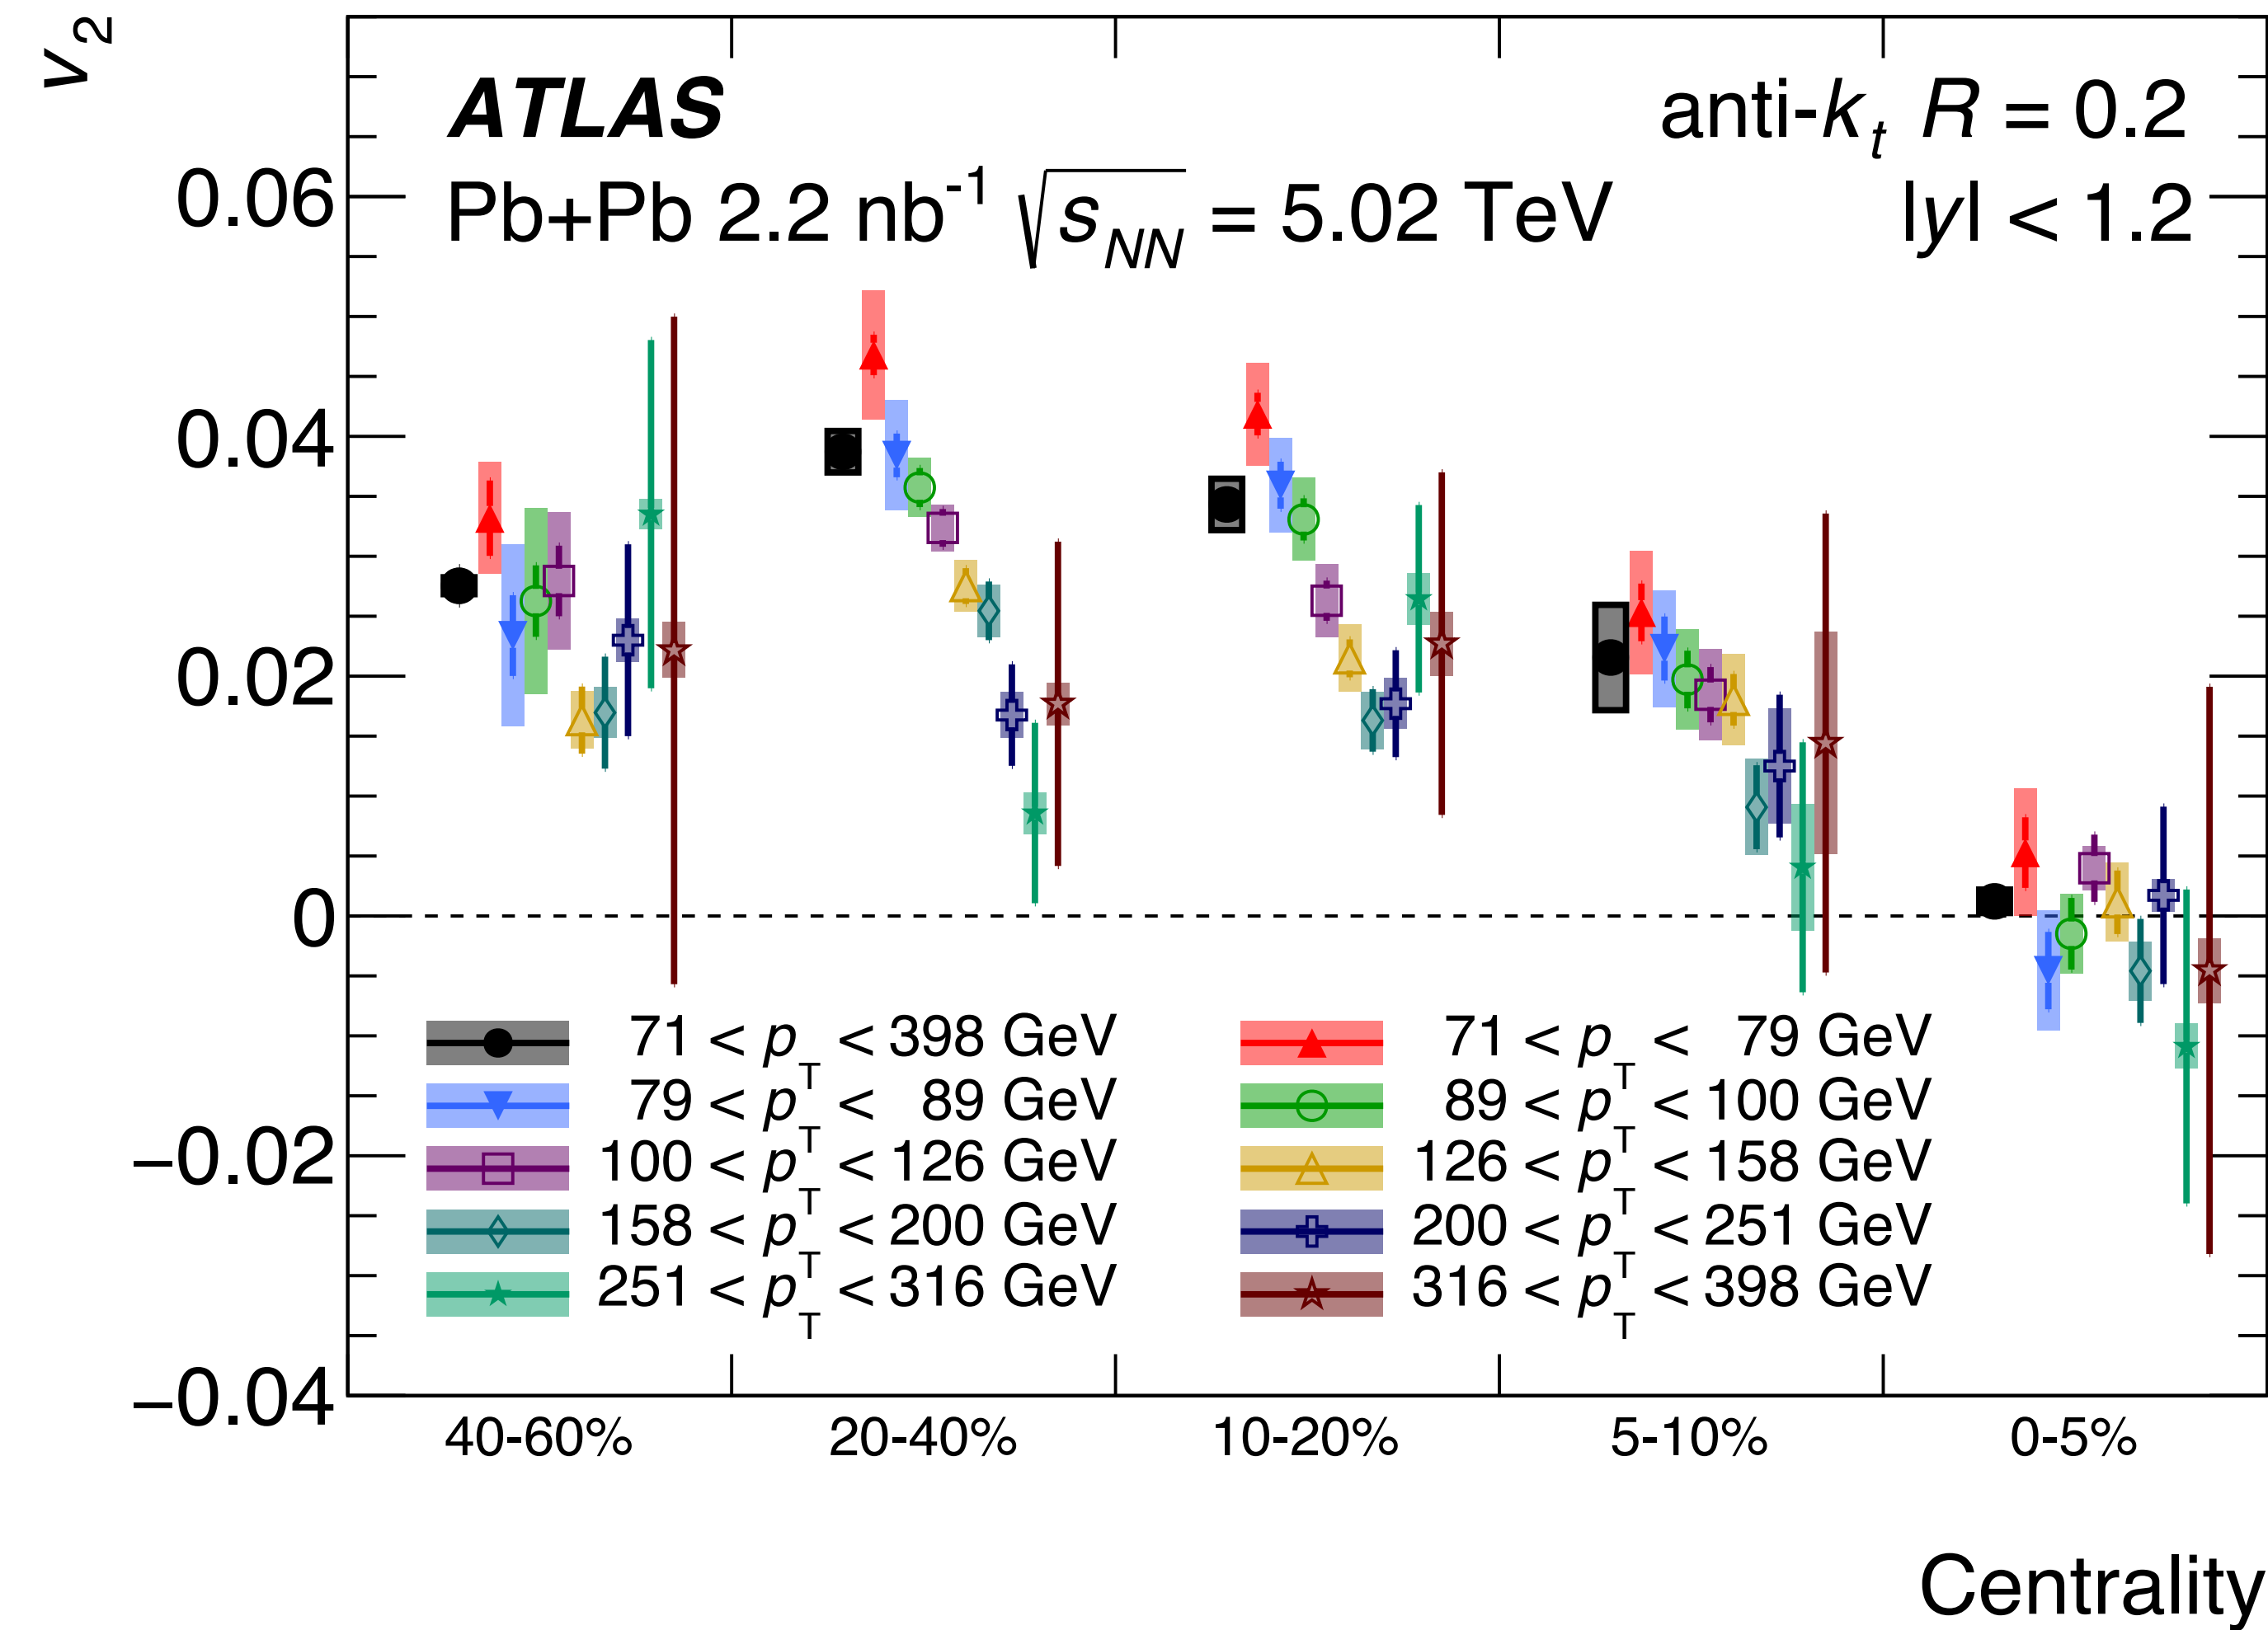 v2
ATLAS
anti-kt R = 0.2
Pb+Pb 2.2 nb-1 √sNN = 5.02 TeV
|y| < 1.2
0.06
0.04
0.02
0
−0.02
−0.04
71 < pT < 398 GeV
71 < pT < 79 GeV
79 < pT < 89 GeV
89 < pT < 100 GeV
100 < pT < 126 GeV
126 < pT < 158 GeV
158 < pT < 200 GeV
200 < pT < 251 GeV
251 < pT < 316 GeV
316 < pT < 398 GeV
40-60% 20-40% 10-20% 5-10% 0-5%
Centrality